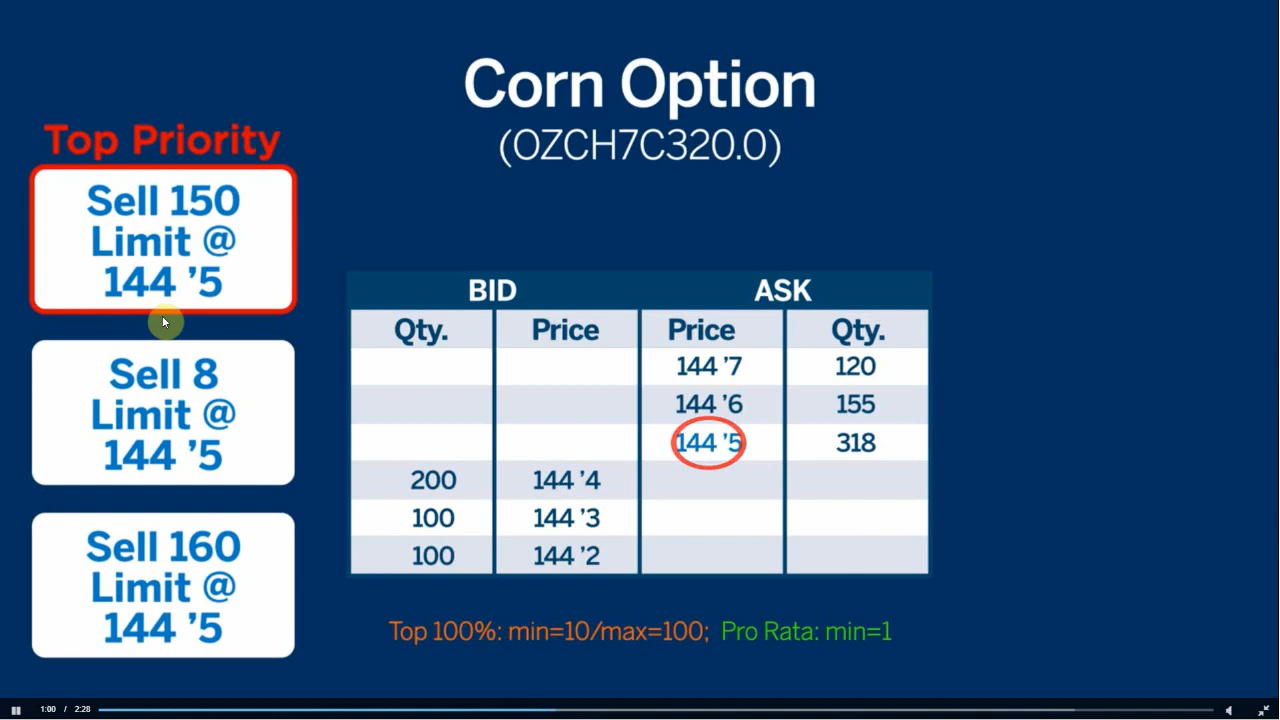 Corn Option
(OZCH7C320.0)
Top Priority
Sell 150
Limit @
144 ’5
Sell 8
Limit @
144 ’5
Sell 160
Limit @
144 ’5
BID ASK
Qty. Price Price Qty.
144 ’7 120
144 ’6 155
144 ’5 318
200 144 ’4
100 144 ’3
100 144 ’2
Top 100%: min=10/max=100; Pro Rata: min=1
1:00 / 2:28